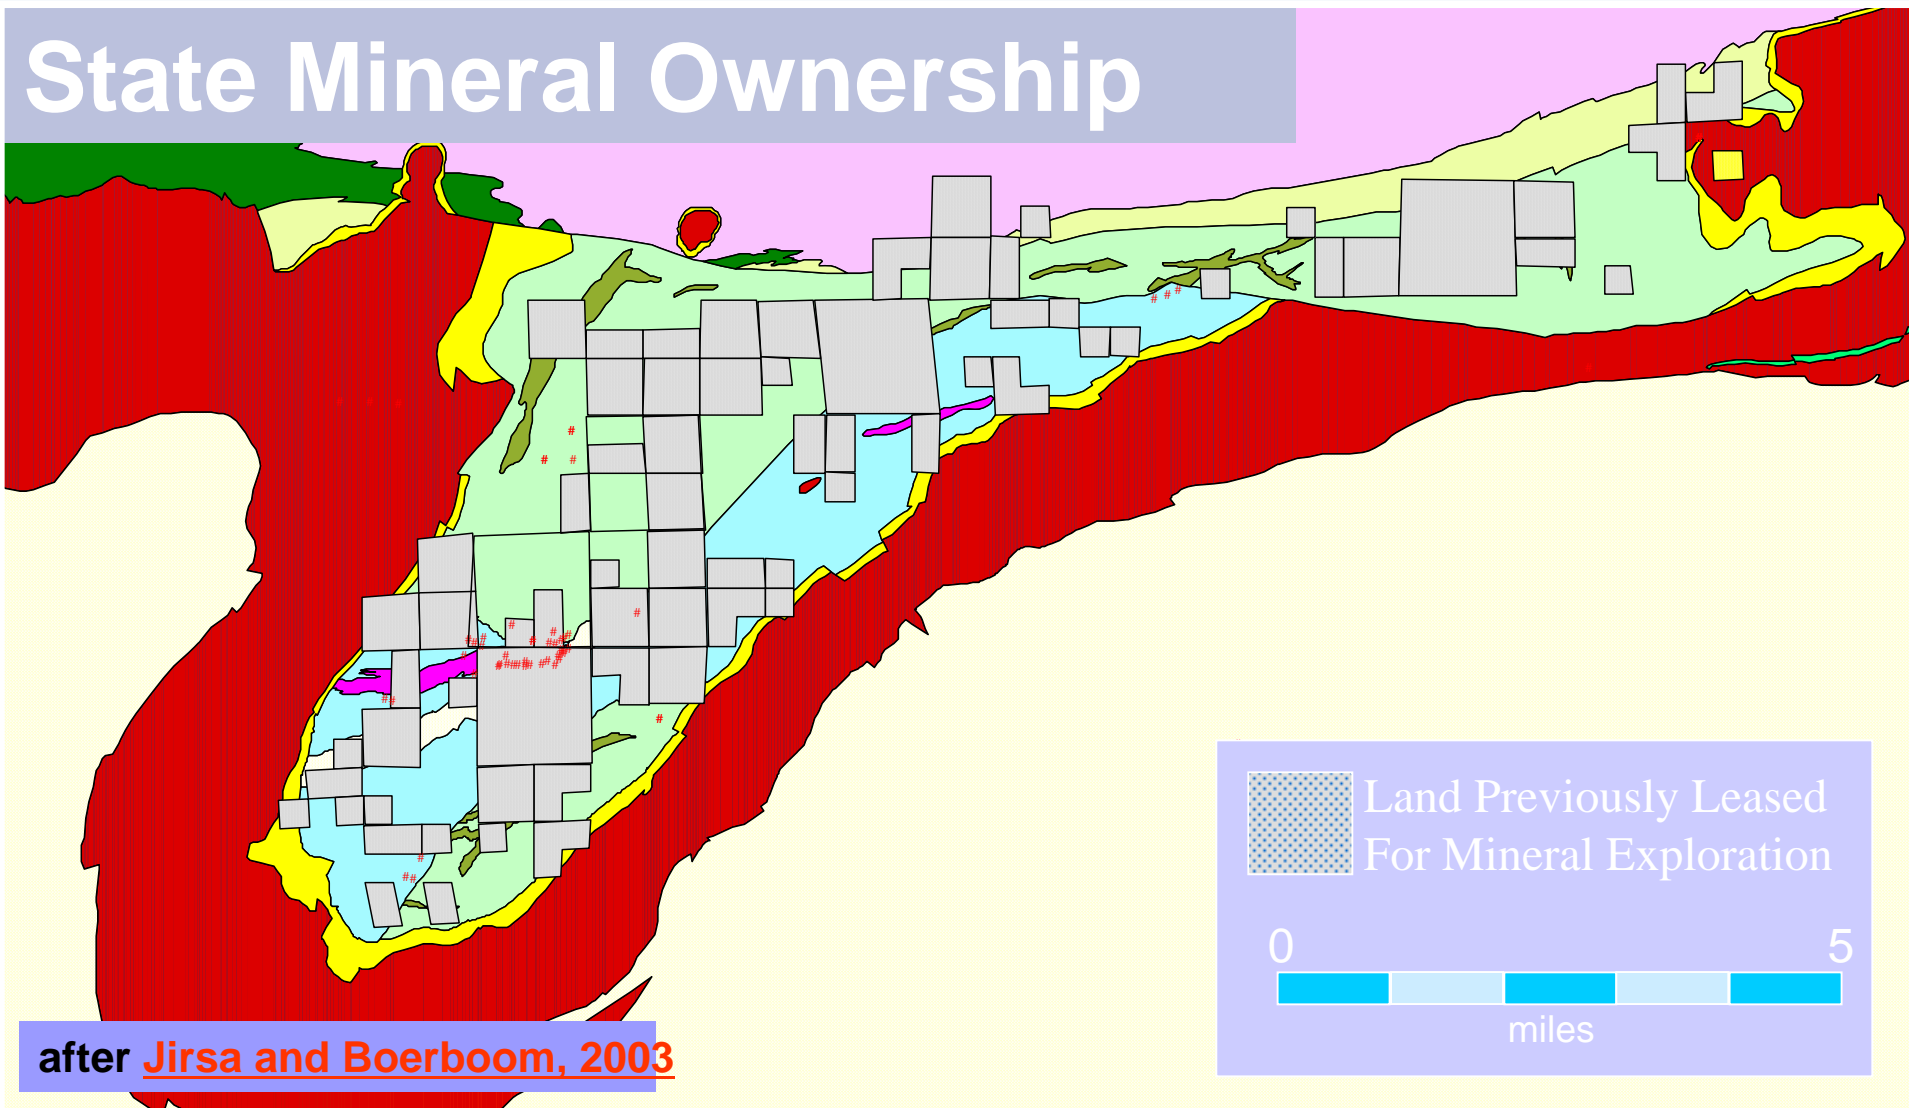 State Mineral Ownership
Land Previously Leased
For Mineral Exploration
0 5
miles
after Jirsa and Boerboom, 2003